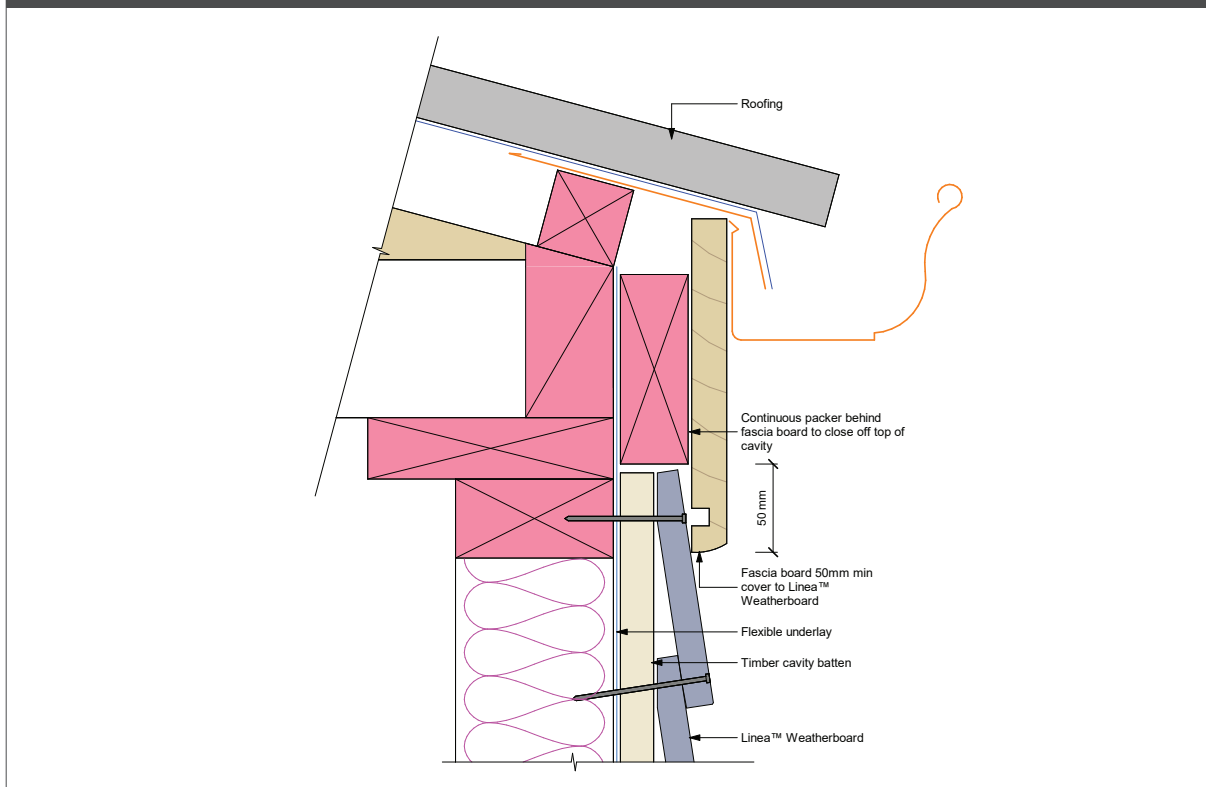 Roofing
Continuous packer behind
fascia board to close off top of
cavity
50 mm
Fascia board 50mm min
cover to Linea™
Weatherboard
Flexible underlay
Timber cavity batten
Linea™ Weatherboard